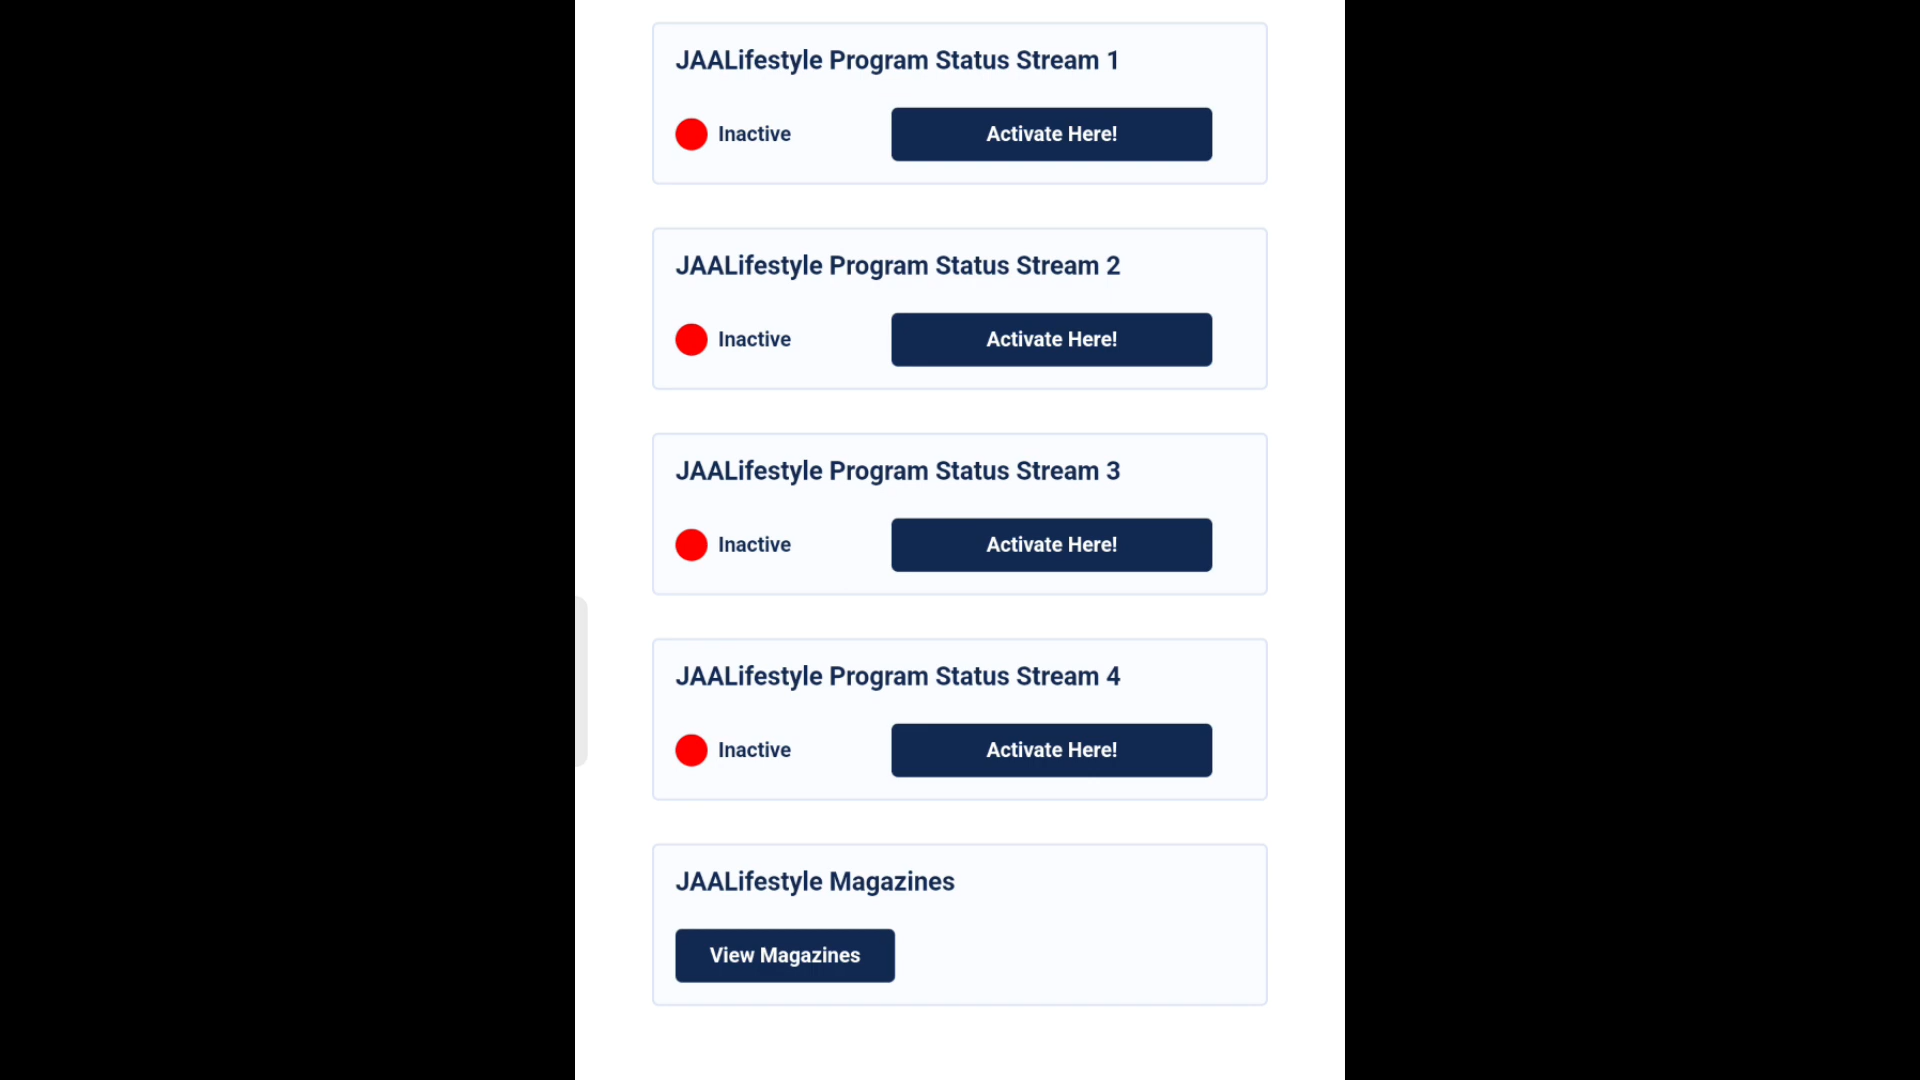 JAALifestyle Program Status Stream 1
Inactive
Activate Here!
JAALifestyle Program Status Stream 2
Inactive
Activate Here!
JAALifestyle Program Status Stream 3
Inactive
Activate Here!
JAALifestyle Program Status Stream 4
Inactive
Activate Here!
JAALifestyle Magazines
View Magazines